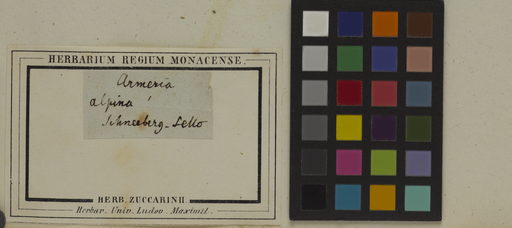 HERBARIUM REGIUM MONACENSE.
Armeria
alpina
Schneeberg - Sello
HERB. ZUCCARINII
Herbar. Univ. Ludov. Maximil.